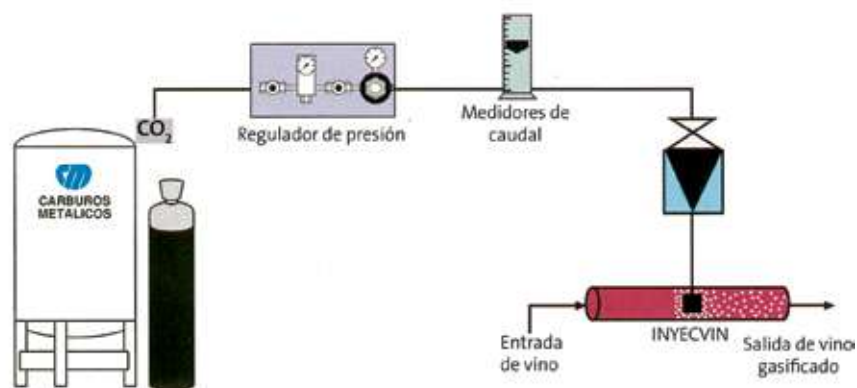 CO2
Regulador de presión
Medidores de
caudal
CARBUROS
METALICOS
Entrada
de vino
INYECVIN
Salida de vino
gasificado